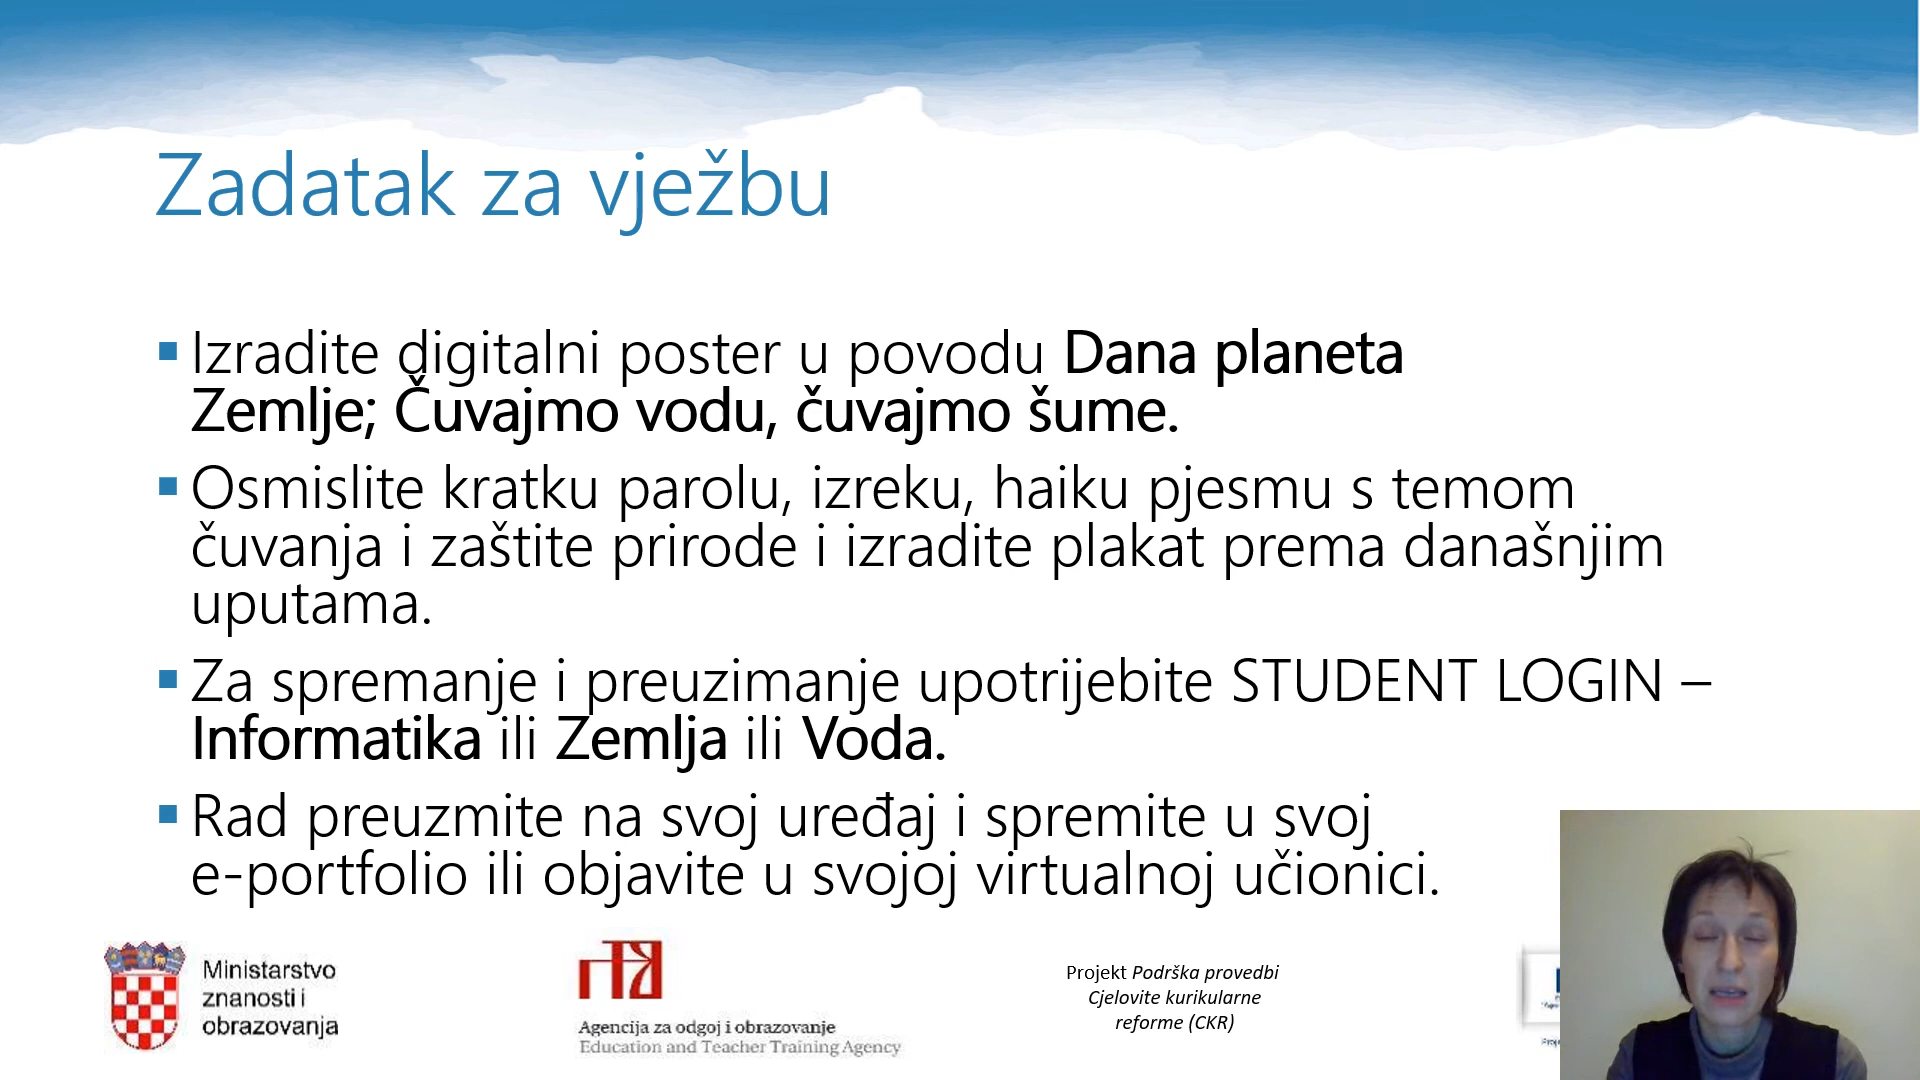 Zadatak za vježbu
Izradite digitalni poster u povodu Dana planeta
Zemlje; Čuvajmo vodu, čuvajmo šume.
Osmislite kratku parolu, izreku, haiku pjesmu s temom
čuvanja i zaštite prirode i izradite plakat prema današnjim
uputama.
Za spremanje i preuzimanje upotrijebite STUDENT LOGIN –
Informatika ili Zemlja ili Voda.
Rad preuzmite na svoj uređaj i spremite u svoj
e-portfolio ili objavite u svojoj virtualnoj učionici.
Ministarstvo
znanosti i
obrazovanja
Agencija za odgoj i obrazovanje
Education and Teacher Training Agency
Projekt Podrška provedbi
Cjelovite kurikularne
reforme (CKR)